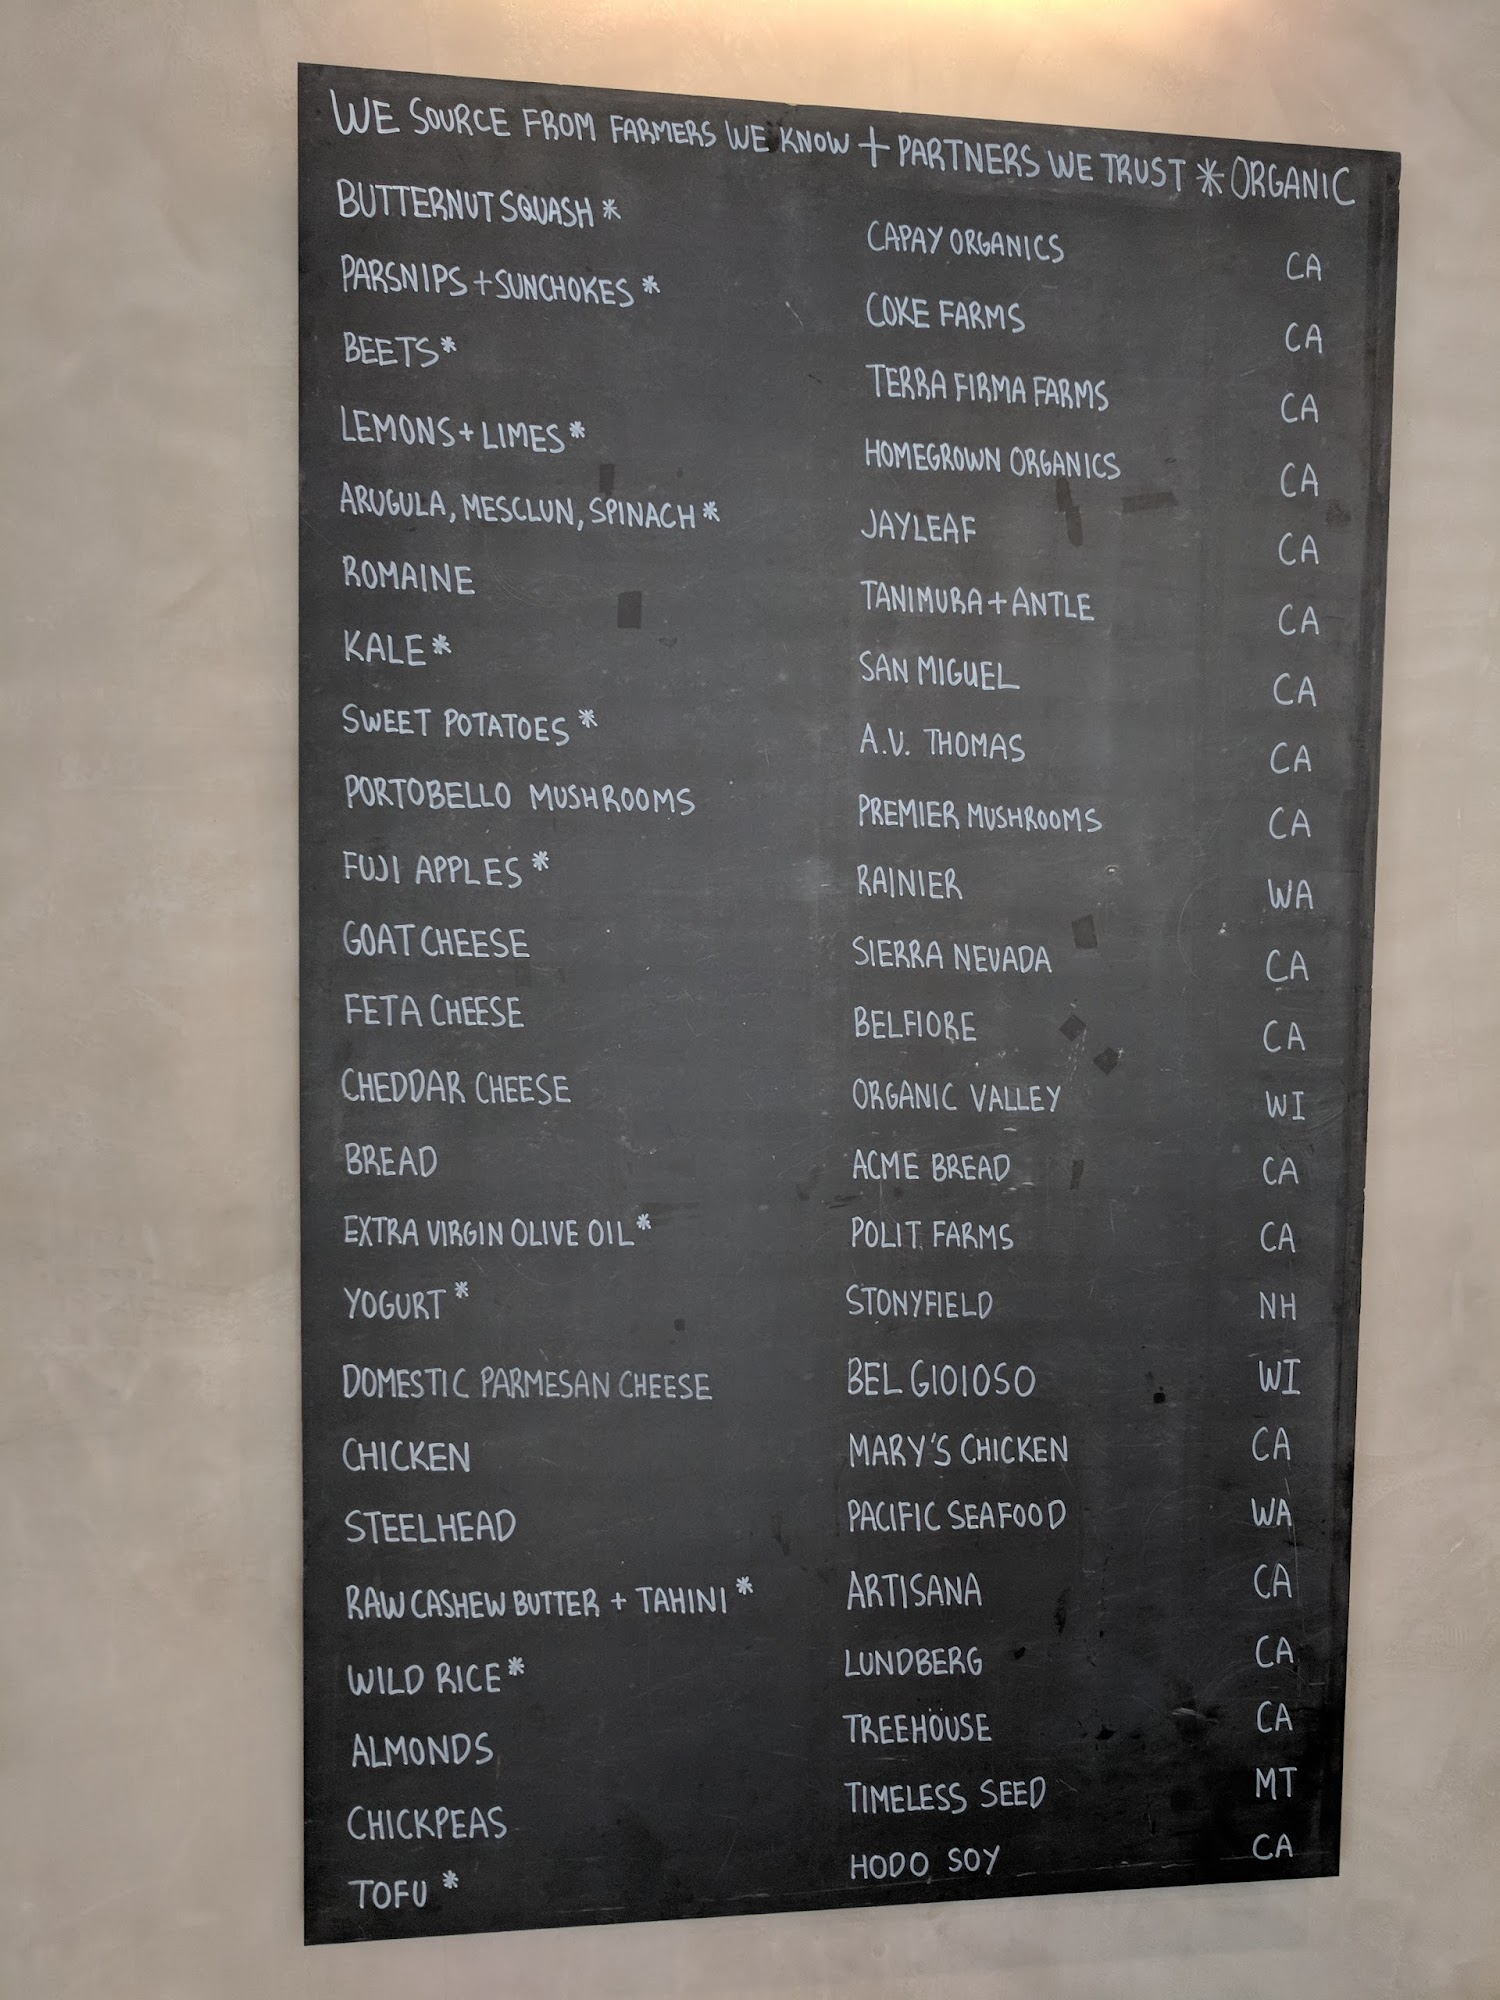 WE SOURCE FROM FARMERS WE KNOW + PARTNERS WE TRUST * ORGANIC
BUTTERNUT SQUASH * CAPAY ORGANICS CA
PARSNIPS + SUNCHOKES * COKE FARMS CA
BEETS * TERRA FIRMA FARMS CA
LEMONS + LIMES * HOMEGROWN ORGANICS CA
ARUGULA, MESCLUN, SPINACH * JAYLEAF CA
ROMAINE TANIMURA + ANTLE CA
KALE * SAN MIGUEL CA
SWEET POTATOES * A.V. THOMAS CA
PORTOBELLO MUSHROOMS PREMIER MUSHROOMS CA
FUJI APPLES * RAINIER WA
GOAT CHEESE SIERRA NEVADA CA
FETA CHEESE BELFIORE CA
CHEDDAR CHEESE ORGANIC VALLEY WI
BREAD ACME BREAD CA
EXTRA VIRGIN OLIVE OIL * POLIT FARMS CA
YOGURT * STONYFIELD NH
DOMESTIC PARMESAN CHEESE BEL GIOIOSO WI
CHICKEN MARY'S CHICKEN CA
STEELHEAD PACIFIC SEAFOOD WA
RAW CASHEW BUTTER + TAHINI * ARTISANA CA
WILD RICE * LUNDBERG CA
ALMONDS TREEHOUSE CA
CHICKPEAS TIMELESS SEED MT
TOFU * HODO SOY CA